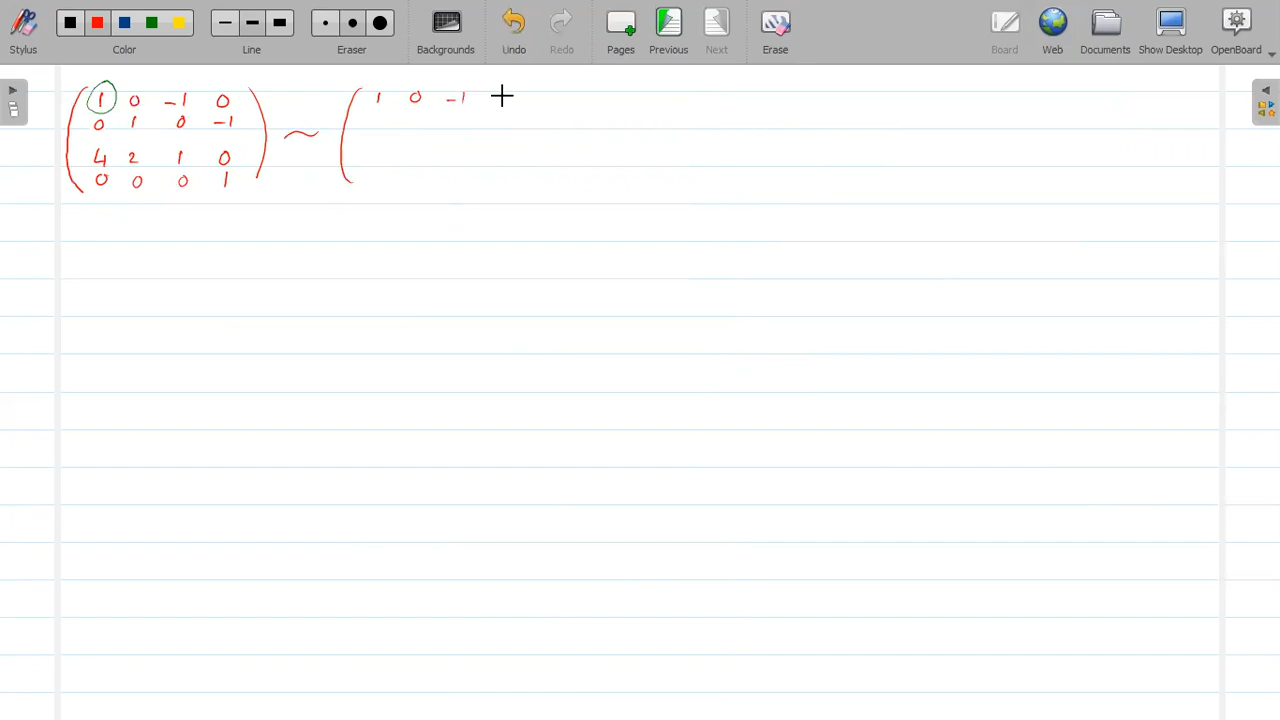 Stylus Color Line Eraser Backgrounds Undo Redo Pages Previous Next Erase Board Web Documents Show Desktop OpenBoard
1 0 -1 0 ~ 1 0 -1
0 1 0 -1
4 2 1 0
0 0 0 1